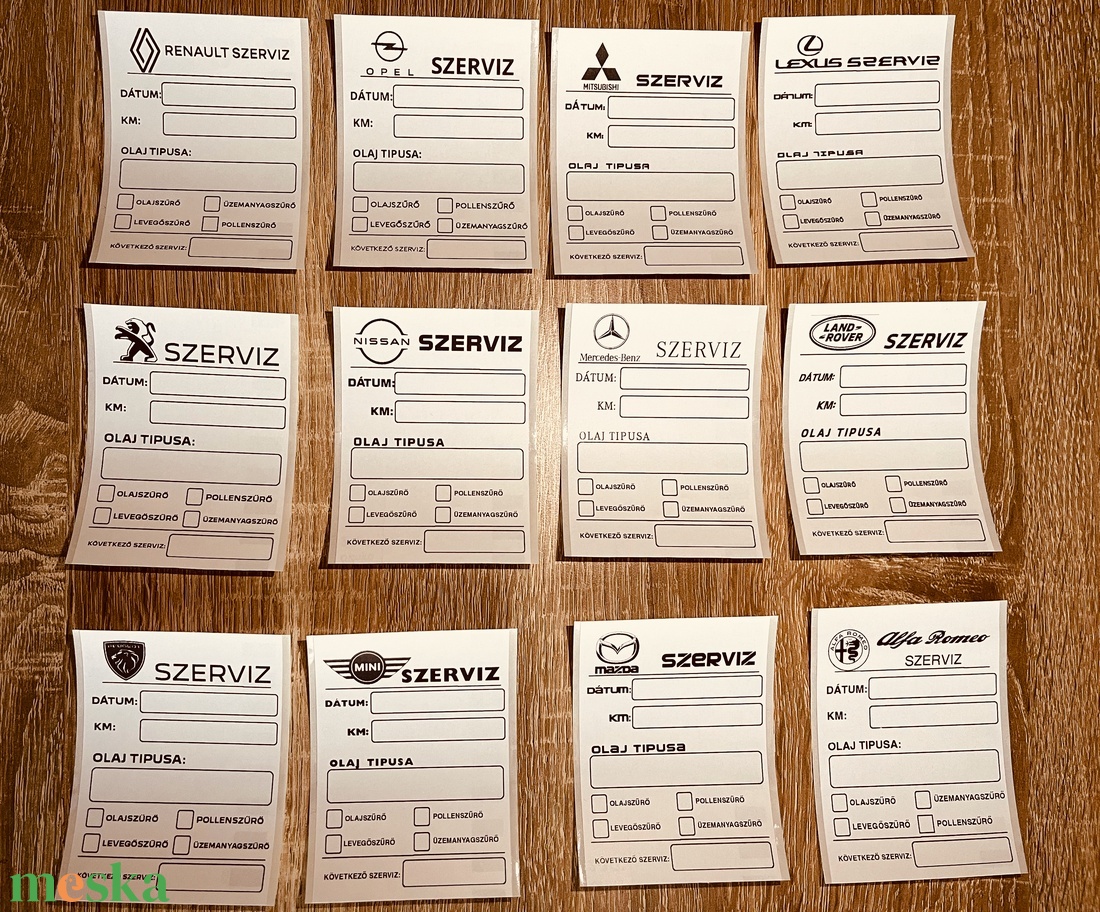 RENAULT SZERVIZ
DÁTUM:
KM:
OLAJ TIPUSA:
OLAJSZŰRŐ ÜZEMANYAGSZŰRŐ
LEVEGŐSZŰRŐ POLLENSZŰRŐ
KÖVETKEZŐ SZERVIZ:
OPEL SZERVIZ
DÁTUM:
KM:
OLAJ TIPUSA:
OLAJSZŰRŐ POLLENSZŰRŐ
LEVEGŐSZŰRŐ ÜZEMANYAGSZŰRŐ
KÖVETKEZŐ SZERVIZ:
MITSUBISHI SZERVIZ
DÁTUM:
KM:
OLAJ TIPUSA
OLAJSZŰRŐ POLLENSZŰRŐ
LEVEGŐSZŰRŐ ÜZEMANYAGSZŰRŐ
KÖVETKEZŐ SZERVIZ:
LEXUS SZERVIZ
DÁTUM:
KM:
OLAJ TIPUSA
OLAJSZŰRŐ POLLENSZŰRŐ
LEVEGŐSZŰRŐ ÜZEMANYAGSZŰRŐ
KÖVETKEZŐ SZERVIZ:
SZERVIZ
DÁTUM:
KM:
OLAJ TIPUSA:
OLAJSZŰRŐ POLLENSZŰRŐ
LEVEGŐSZŰRŐ ÜZEMANYAGSZŰRŐ
KÖVETKEZŐ SZERVIZ:
NISSAN SZERVIZ
DÁTUM:
KM:
OLAJ TIPUSA
OLAJSZŰRŐ POLLENSZŰRŐ
LEVEGŐSZŰRŐ ÜZEMANYAGSZŰRŐ
KÖVETKEZŐ SZERVIZ:
Mercedes-Benz SZERVIZ
DÁTUM:
KM:
OLAJ TIPUSA
OLAJSZŰRŐ POLLENSZŰRŐ
LEVEGŐSZŰRŐ ÜZEMANYAGSZŰRŐ
KÖVETKEZŐ SZERVIZ:
LAND-
-ROVER SZERVIZ
DÁTUM:
KM:
OLAJ TIPUSA
OLAJSZŰRŐ POLLENSZŰRŐ
LEVEGŐSZŰRŐ ÜZEMANYAGSZŰRŐ
KÖVETKEZŐ SZERVIZ:
PEUGEOT
SZERVIZ
DÁTUM:
KM:
OLAJ TIPUSA:
OLAJSZŰRŐ POLLENSZŰRŐ
LEVEGŐSZŰRŐ ÜZEMANYAGSZŰRŐ
KÖVETKEZŐ SZERVIZ:
MINI SZERVIZ
DÁTUM:
KM:
OLAJ TIPUSA
OLAJSZŰRŐ POLLENSZŰRŐ
LEVEGŐSZŰRŐ ÜZEMANYAGSZŰRŐ
KÖVETKEZŐ SZERVIZ:
mazda SZERVIZ
DÁTUM:
KM:
OLAJ TIPUSA
OLAJSZŰRŐ POLLENSZŰRŐ
LEVEGŐSZŰRŐ ÜZEMANYAGSZŰRŐ
KÖVETKEZŐ SZERVIZ:
ALFA ROMEO
Alfa Romeo
SZERVIZ
DÁTUM:
KM:
OLAJ TIPUSA:
OLAJSZŰRŐ ÜZEMANYAGSZŰRŐ
LEVEGŐSZŰRŐ POLLENSZŰRŐ
KÖVETKEZŐ SZERVIZ:
meska